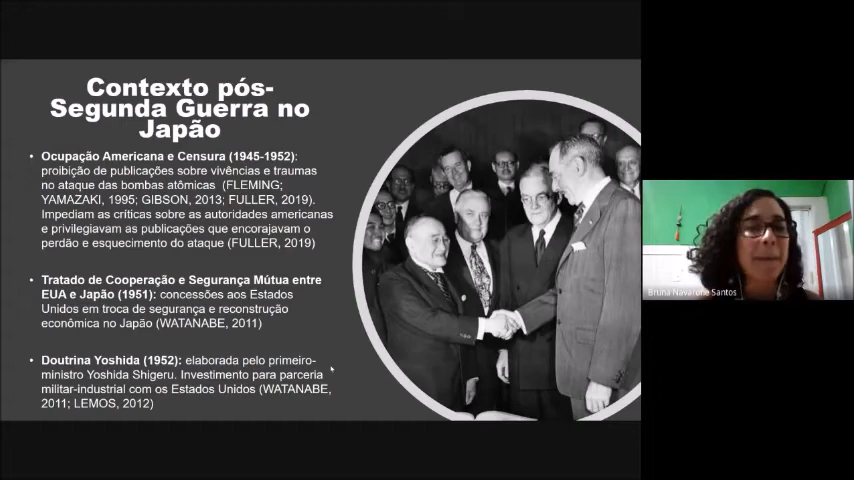 Contexto pós-
Segunda Guerra no
Japão
• Ocupação Americana e Censura (1945-1952):
proibição de publicações sobre vivências e traumas
no ataque das bombas atômicas (FLEMING;
YAMAZAKI, 1995; GIBSON, 2013; FULLER, 2019).
Impediam as críticas sobre as autoridades americanas
e privilegiavam as publicações que encorajavam o
perdão e esquecimento do ataque (FULLER, 2019)
• Tratado de Cooperação e Segurança Mútua entre
EUA e Japão (1951): concessões aos Estados
Unidos em troca de segurança e reconstrução
econômica no Japão (WATANABE, 2011)
• Doutrina Yoshida (1952): elaborada pelo primeiro-
ministro Yoshida Shigeru. Investimento para parceria
militar-industrial com os Estados Unidos (WATANABE,
2011; LEMOS, 2012)
Bruna Navarone Santos